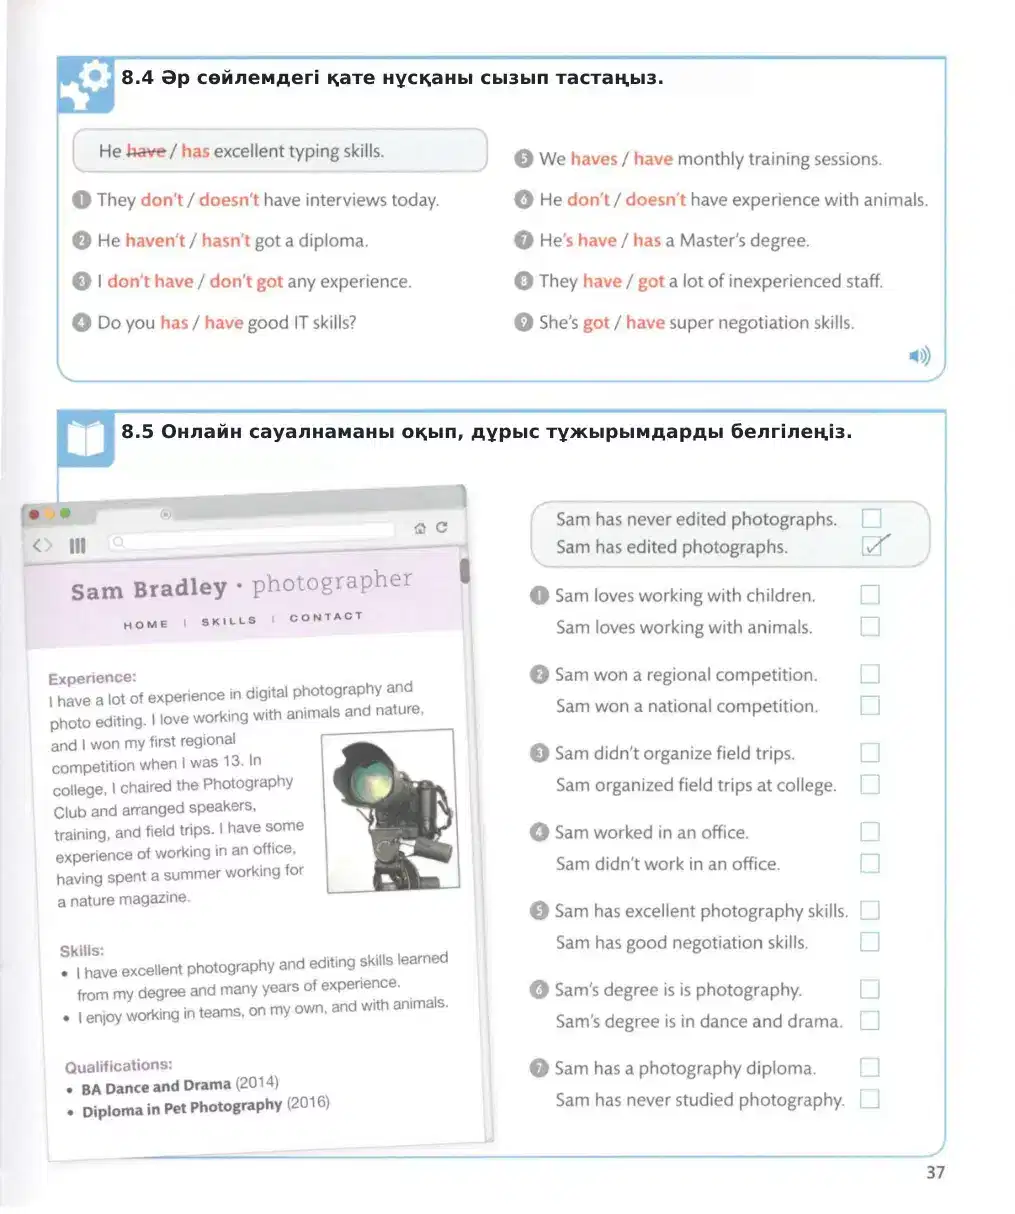 8.4 Әр сөйлемдегі қате нұсқаны сызып тастаңыз.
He have / has excellent typing skills.
1 They don't / doesn't have interviews today.
2 He haven't / hasn't got a diploma.
3 I don't have / don't got any experience.
4 Do you has / have good IT skills?
5 We haves / have monthly training sessions.
6 He don't / doesn't have experience with animals.
7 He's have / has a Master's degree.
8 They have / got a lot of inexperienced staff.
9 She's got / have super negotiation skills.
8.5 Онлайн сауалнаманы оқып, дұрыс тұжырымдарды белгілеңіз.
Sam Bradley • photographer
HOME | SKILLS | CONTACT
Experience:
I have a lot of experience in digital photography and
photo editing. I love working with animals and nature,
and I won my first regional
competition when I was 13. In
college, I chaired the Photography
Club and arranged speakers,
training, and field trips. I have some
experience of working in an office,
having spent a summer working for
a nature magazine.
Skills:
• I have excellent photography and editing skills learned
from my degree and many years of experience.
• I enjoy working in teams, on my own, and with animals.
Qualifications:
• BA Dance and Drama (2014)
• Diploma in Pet Photography (2016)
Sam has never edited photographs.
Sam has edited photographs.
1 Sam loves working with children.
Sam loves working with animals.
2 Sam won a regional competition.
Sam won a national competition.
3 Sam didn't organize field trips.
Sam organized field trips at college.
4 Sam worked in an office.
Sam didn't work in an office.
5 Sam has excellent photography skills.
Sam has good negotiation skills.
6 Sam's degree is is photography.
Sam's degree is in dance and drama.
7 Sam has a photography diploma.
Sam has never studied photography.
37